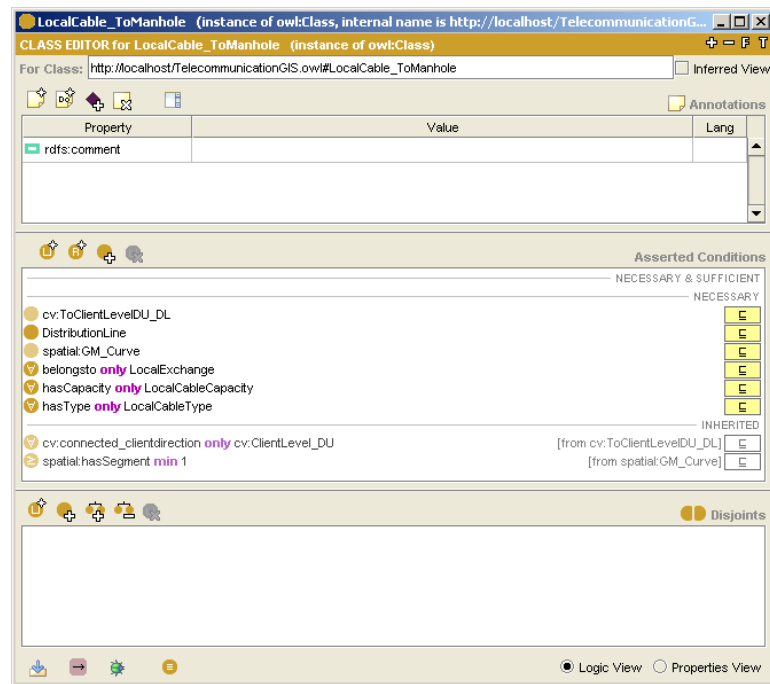 LocalCable_ToManhole (instance of owl:Class, internal name is http://localhost/TelecommunicationG...
CLASS EDITOR for LocalCable_ToManhole (instance of owl:Class)
F T
For Class: http://localhost/TelecommunicationGIS.owl#LocalCable_ToManhole
Inferred View
Annotations
Property Value Lang
rdfs:comment
Asserted Conditions
NECESSARY & SUFFICIENT
NECESSARY
cv:ToClientLevelDU_DL ⊑
DistributionLine ⊑
spatial:GM_Curve ⊑
∀ belongsto only LocalExchange ⊑
∀ hasCapacity only LocalCableCapacity ⊑
∀ hasType only LocalCableType ⊑
INHERITED
∀ cv:connected_clientdirection only cv:ClientLevel_DU [from cv:ToClientLevelDU_DL] ⊑
≥ spatial:hasSegment min 1 [from spatial:GM_Curve] ⊑
Disjoints
Logic View Properties View